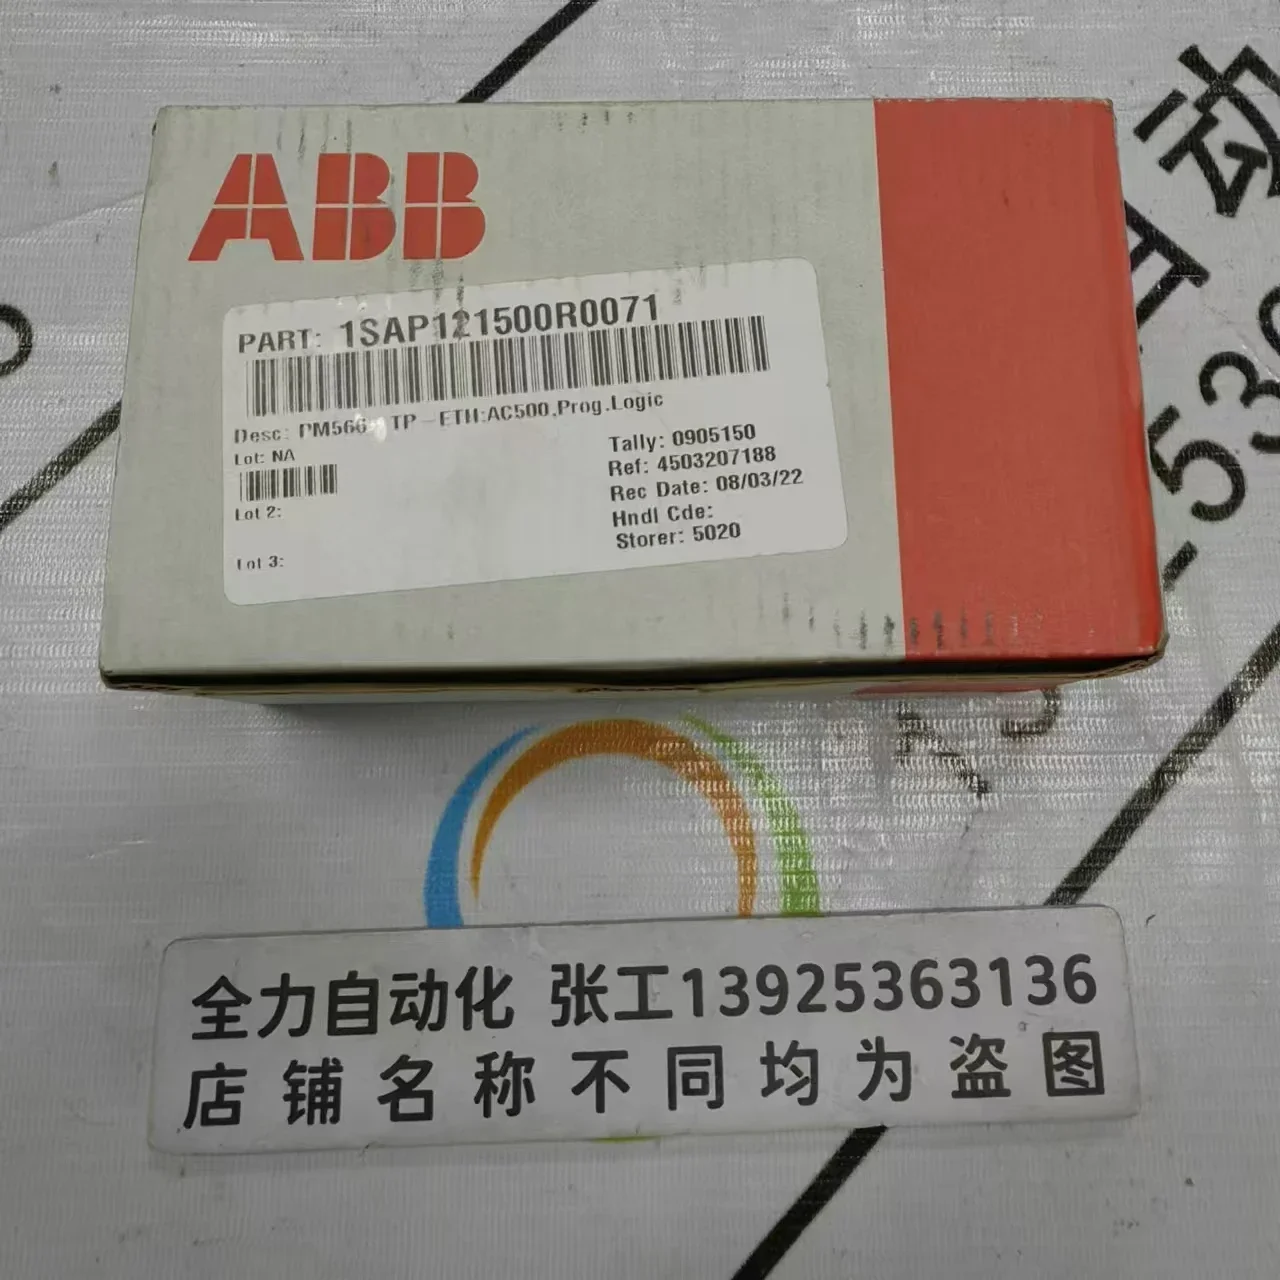 ABB
PART: 1SAP121500R0071
Desc: PM566-TP-ETH:AC500,Prog.Logic
Lot: NA
Lot 2:
Lot 3:
Tally: 0905150
Ref: 4503207188
Rec Date: 08/03/22
Hndl Cde:
Storer: 5020
全力自动化 张工13925363136
店铺名称不同均为盗图